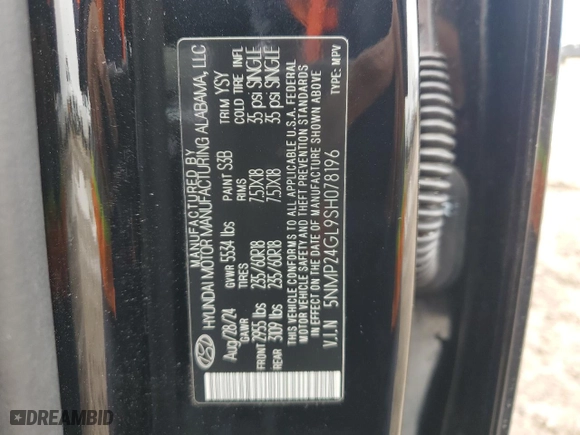 MANUFACTURED BY
HYUNDAI MOTOR MANUFACTURING ALABAMA, LLC
Aug/28/24 GVWR 5534 lbs PAINT S3B TRIM YSY
GAWR TIRES RIMS COLD TIRE INFL
FRONT 2955 lbs 235/60R18 7.5JX18 35 psi SINGLE
REAR 3019 lbs 235/60R18 7.5JX18 35 psi SINGLE
THIS VEHICLE CONFORMS TO ALL APPLICABLE U.S.A. FEDERAL
MOTOR VEHICLE SAFETY AND THEFT PREVENTION STANDARDS
IN EFFECT ON THE DATE OF MANUFACTURE SHOWN ABOVE
V.I.N 5NMP24GL9SH078196 TYPE: MPV
DREAMBID